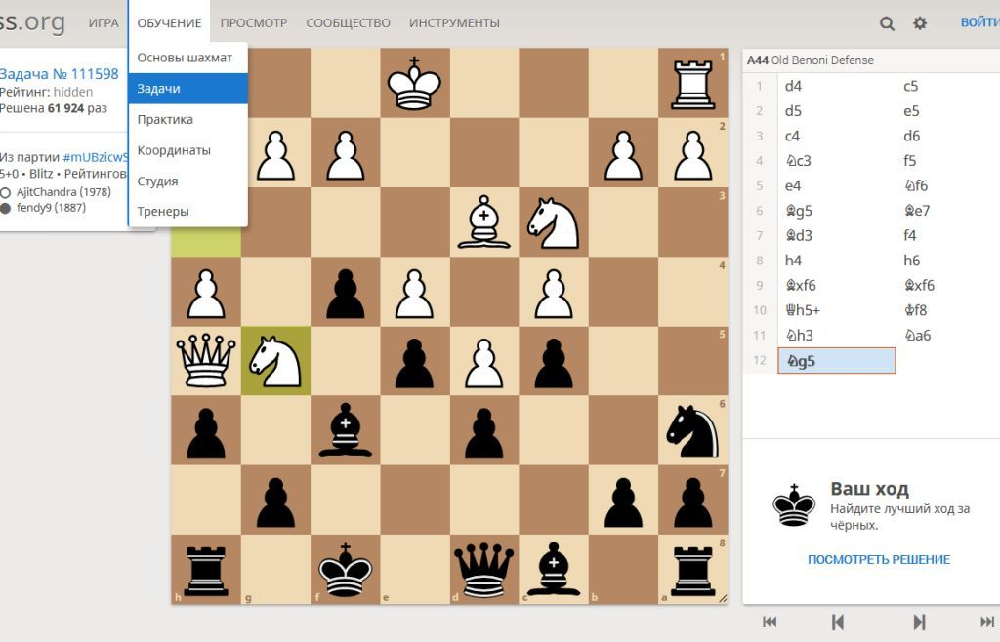 ss.org ИГРА ОБУЧЕНИЕ ПРОСМОТР СООБЩЕСТВО ИНСТРУМЕНТЫ ВОЙТИ
Основы шахмат
Задачи
Практика
Координаты
Студия
Тренеры
Задача № 111598
Рейтинг: hidden
Решена 61 924 раз
Из партии #mUBzicwS
5+0 • Blitz • Рейтингов
AjitChandra (1978)
fendy9 (1887)
1
2
3
4
5
6
7
8
h g f e d c b a
A44 Old Benoni Defense
1 d4 c5
2 d5 e5
3 c4 d6
4 ♘c3 f5
5 e4 ♘f6
6 ♗g5 ♗e7
7 ♗d3 f4
8 h4 h6
9 ♗xf6 ♗xf6
10 ♕h5+ ♔f8
11 ♘h3 ♘a6
12 ♘g5
Ваш ход
Найдите лучший ход за
чёрных.
ПОСМОТРЕТЬ РЕШЕНИЕ